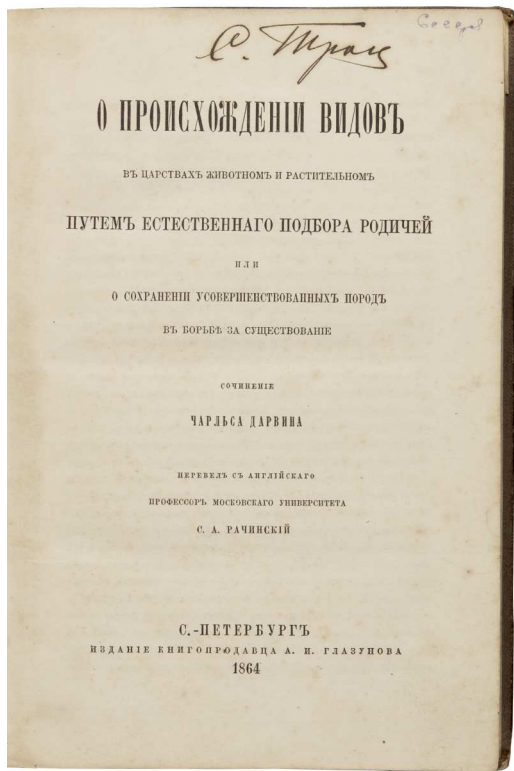 О ПРОИСХОЖДЕНІИ ВИДОВЪ
ВЪ ЦАРСТВАХЪ ЖИВОТНОМЪ И РАСТИТЕЛЬНОМЪ
ПУТЕМЪ ЕСТЕСТВЕННАГО ПОДБОРА РОДИЧЕЙ
ИЛИ
О СОХРАНЕНІИ УСОВЕРШЕНСТВОВАННЫХЪ ПОРОДЪ
ВЪ БОРЬБѢ ЗА СУЩЕСТВОВАНІЕ
СОЧИНЕНІЕ
ЧАРЛЬСА ДАРВИНА
ПЕРЕВЕЛЪ СЪ АНГЛІЙСКАГО
ПРОФЕССОРЪ МОСКОВСКАГО УНИВЕРСИТЕТА
С. А. РАЧИНСКІЙ
С.-ПЕТЕРБУРГЪ
ИЗДАНІЕ КНИГОПРОДАВЦА А. И. ГЛАЗУНОВА
1864